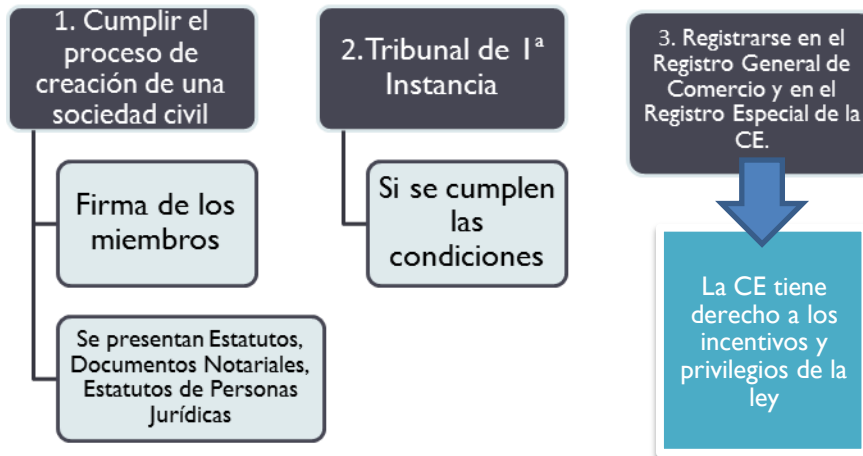 1. Cumplir el
proceso de
creación de una
sociedad civil
Firma de los
miembros
Se presentan Estatutos,
Documentos Notariales,
Estatutos de Personas
Jurídicas
2. Tribunal de 1ª
Instancia
Si se cumplen
las
condiciones
3. Registrarse en el
Registro General de
Comercio y en el
Registro Especial de la
CE.
La CE tiene
derecho a los
incentivos y
privilegios de la
ley